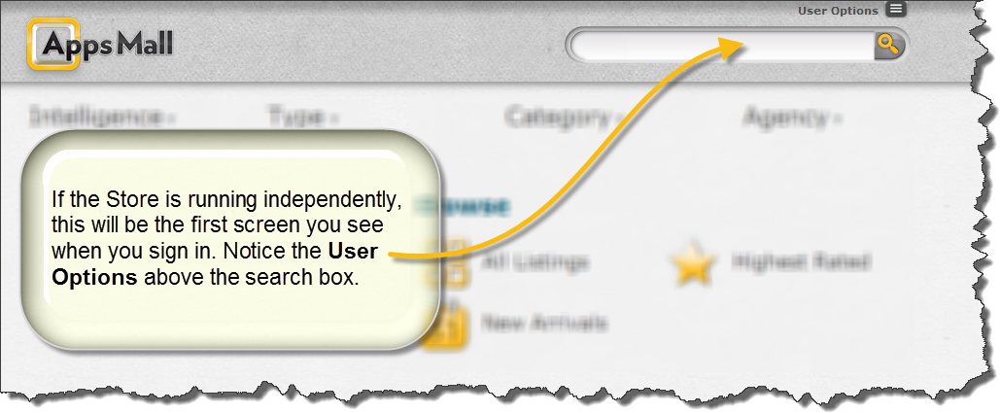 User Options
Apps Mall
Intelligence
Type
Category
Agency
If the Store is running independently,
this will be the first screen you see
when you sign in. Notice the User
Options above the search box.
All Listings
Highest Rated
New Arrivals